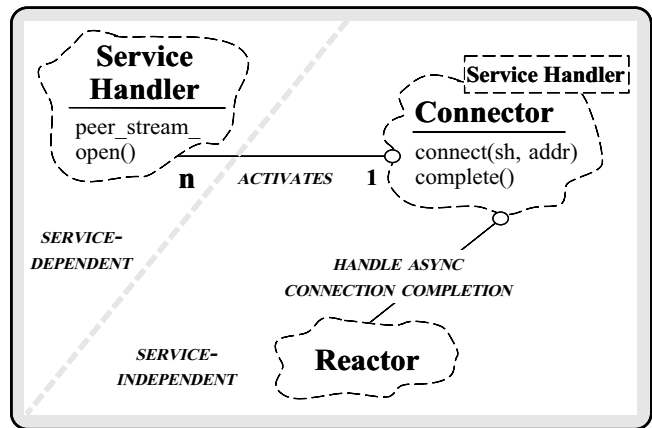 Service
Handler
peer_stream_
open()
Service Handler
Connector
connect(sh, addr)
complete()
n
ACTIVATES
1
SERVICE-
DEPENDENT
HANDLE ASYNC
CONNECTION COMPLETION
SERVICE-
INDEPENDENT
Reactor